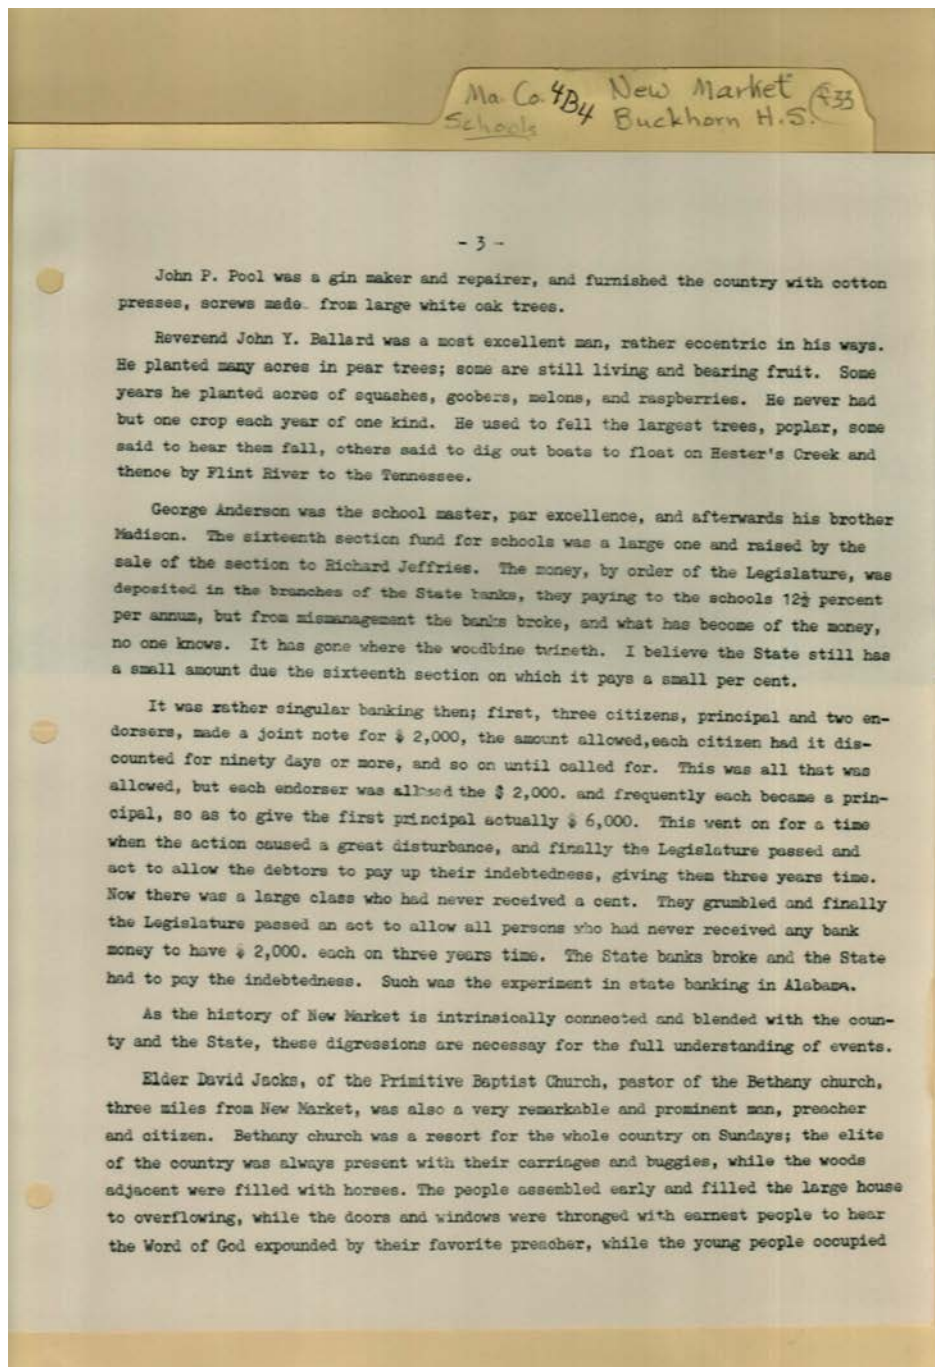 Ma. Co. 4B4 New Market 433
Schools Buckhorn H.S.
- 3 -
John P. Pool was a gin maker and repairer, and furnished the country with cotton
presses, screws made from large white oak trees.
Reverend John Y. Ballard was a most excellent man, rather eccentric in his ways.
He planted many acres in pear trees; some are still living and bearing fruit. Some
years he planted acres of squashes, goobers, melons, and raspberries. He never had
but one crop each year of one kind. He used to fell the largest trees, poplar, some
said to hear them fall, others said to dig out boats to float on Hester's Creek and
thence by Flint River to the Tennessee.
George Anderson was the school master, par excellence, and afterwards his brother
Madison. The sixteenth section fund for schools was a large one and raised by the
sale of the section to Richard Jeffries. The money, by order of the Legislature, was
deposited in the branches of the State banks, they paying to the schools 12½ percent
per annum, but from mismanagement the banks broke, and what has become of the money,
no one knows. It has gone where the woodbine twineth. I believe the State still has
a small amount due the sixteenth section on which it pays a small per cent.
It was rather singular banking then; first, three citizens, principal and two en-
dorsers, made a joint note for $ 2,000, the amount allowed,each citizen had it dis-
counted for ninety days or more, and so on until called for. This was all that was
allowed, but each endorser was allowed the $ 2,000. and frequently each became a prin-
cipal, so as to give the first principal actually $ 6,000. This went on for a time
when the action caused a great disturbance, and finally the Legislature passed and
act to allow the debtors to pay up their indebtedness, giving them three years time.
Now there was a large class who had never received a cent. They grumbled and finally
the Legislature passed an act to allow all persons who had never received any bank
money to have $ 2,000. each on three years time. The State banks broke and the State
had to pay the indebtedness. Such was the experiment in state banking in Alabama.
As the history of New Market is intrinsically connected and blended with the coun-
ty and the State, these digressions are necessay for the full understanding of events.
Elder David Jacks, of the Primitive Baptist Church, pastor of the Bethany church,
three miles from New Market, was also a very remarkable and prominent man, preacher
and citizen. Bethany church was a resort for the whole country on Sundays; the elite
of the country was always present with their carriages and buggies, while the woods
adjacent were filled with horses. The people assembled early and filled the large house
to overflowing, while the doors and windows were thronged with earnest people to hear
the Word of God expounded by their favorite preacher, while the young people occupied